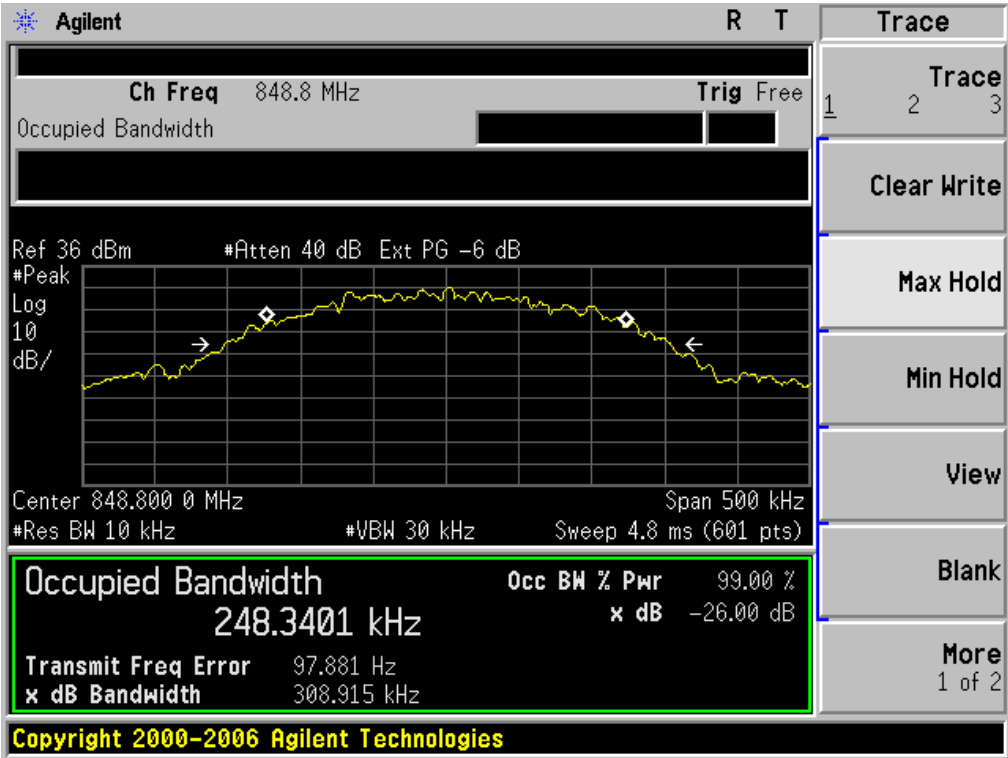 Agilent R T Trace
Ch Freq 848.8 MHz Trig Free
Occupied Bandwidth
Trace
1 2 3
Clear Write
Max Hold
Min Hold
View
Blank
More
1 of 2
Ref 36 dBm #Atten 40 dB Ext PG -6 dB
#Peak
Log
10
dB/
Center 848.800 0 MHz Span 500 kHz
#Res BW 10 kHz #VBW 30 kHz Sweep 4.8 ms (601 pts)
Occupied Bandwidth Occ BW % Pwr 99.00 %
248.3401 kHz x dB -26.00 dB
Transmit Freq Error 97.881 Hz
x dB Bandwidth 308.915 kHz
Copyright 2000-2006 Agilent Technologies